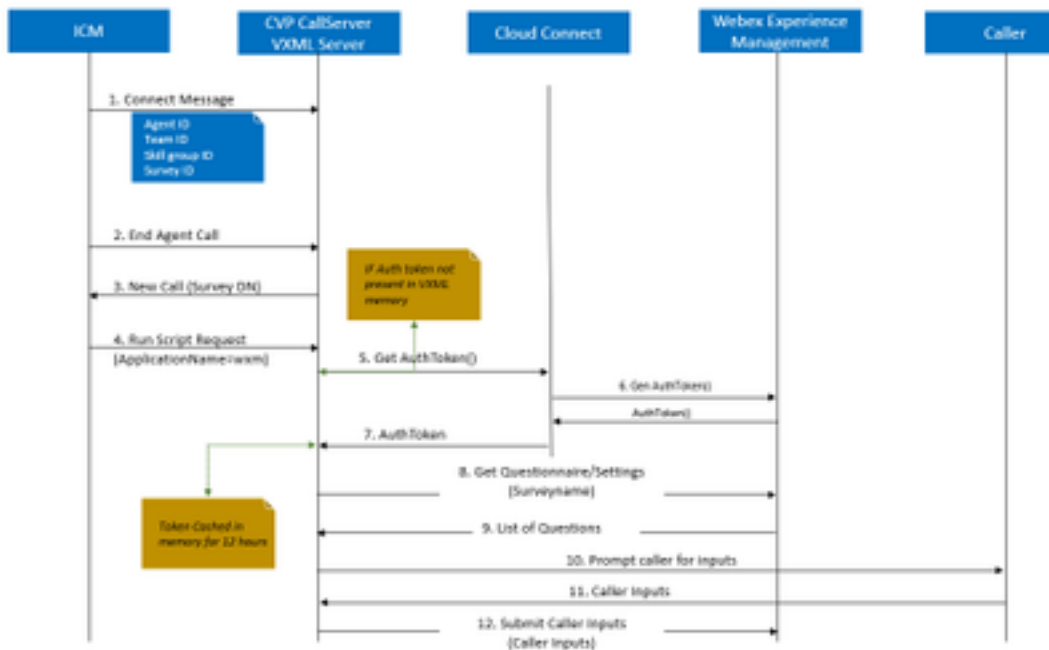 ICM
CVP CallServer
VXML Server
Cloud Connect
Webex Experience
Management
Caller
1. Connect Message
Agent ID
Team ID
Skill group ID
Survey ID
2. End Agent Call
IF Auth token not
present in VXML
memory
3. New Call (Survey DN)
4. Run Script Request
(ApplicationName=wxm)
5. Get AuthToken()
6. Gen AuthToken()
AuthToken()
7. AuthToken
8. Get Questionnaire/Settings
(Surveyname)
Token Cached in
memory for 12 hours
9. List of Questions
10. Prompt caller for inputs
11. Caller Inputs
12. Submit Caller Inputs
(Caller Inputs)